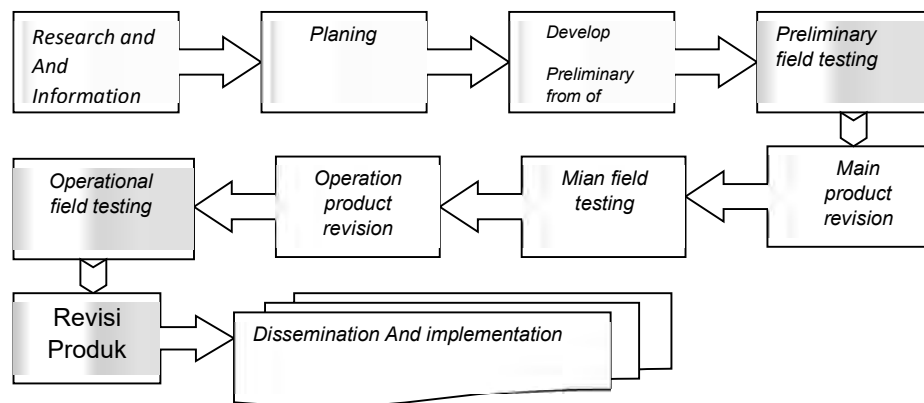 Research and
And
Information
Planing
Develop
Preliminary
from of
Preliminary
field testing
Main
product
revision
Mian field
testing
Operation
product
revision
Operational
field testing
Revisi
Produk
Dissemination And implementation